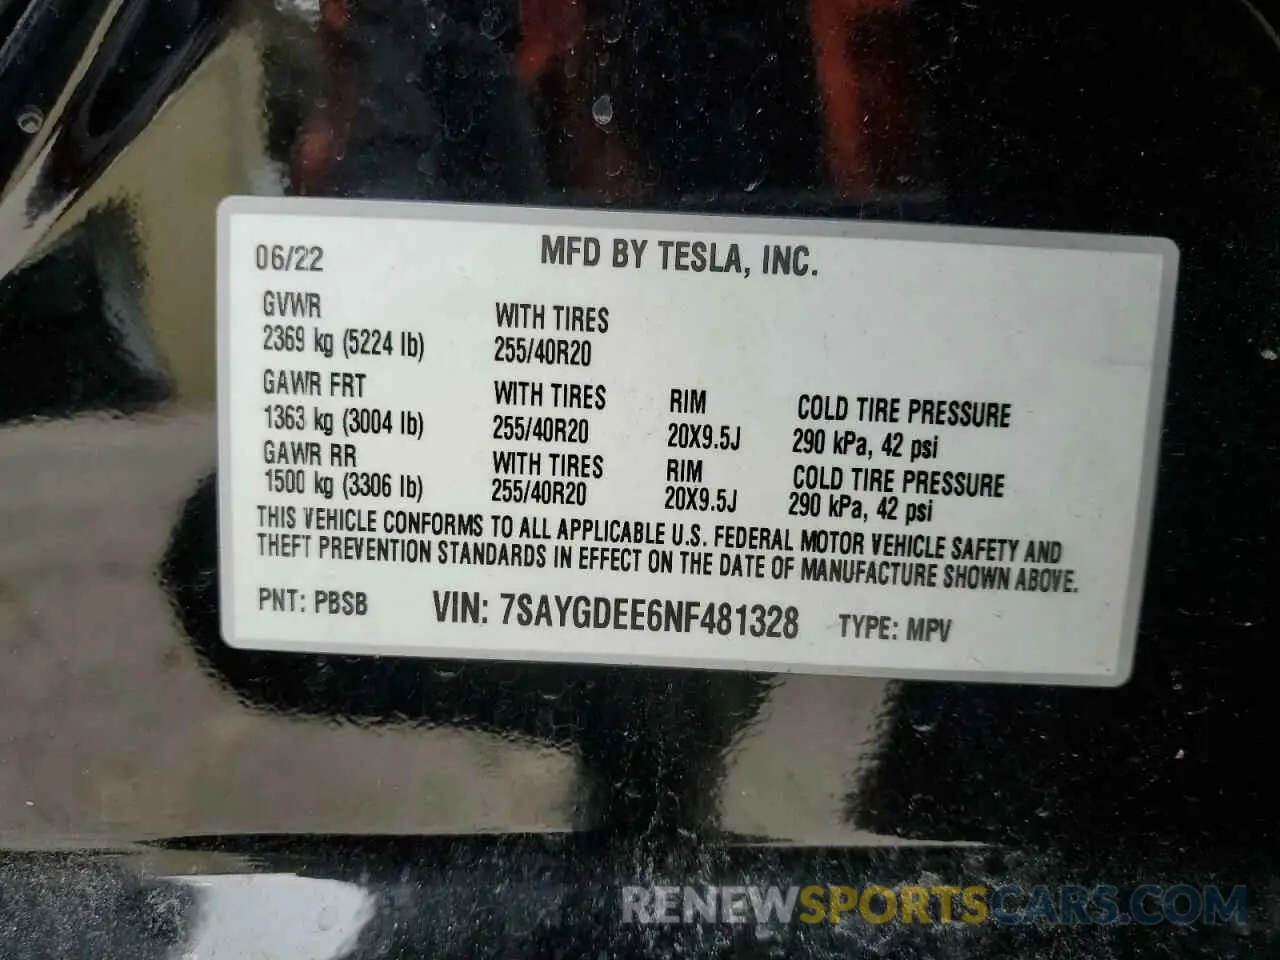 06/22 MFD BY TESLA, INC.
GVWR WITH TIRES
2369 kg (5224 lb) 255/40R20
GAWR FRT WITH TIRES RIM COLD TIRE PRESSURE
1363 kg (3004 lb) 255/40R20 20X9.5J 290 kPa, 42 psi
GAWR RR WITH TIRES RIM COLD TIRE PRESSURE
1500 kg (3306 lb) 255/40R20 20X9.5J 290 kPa, 42 psi
THIS VEHICLE CONFORMS TO ALL APPLICABLE U.S. FEDERAL MOTOR VEHICLE SAFETY AND
THEFT PREVENTION STANDARDS IN EFFECT ON THE DATE OF MANUFACTURE SHOWN ABOVE.
PNT: PBSB VIN: 7SAYGDEE6NF481328 TYPE: MPV
RENEWSPORTSCARS.COM